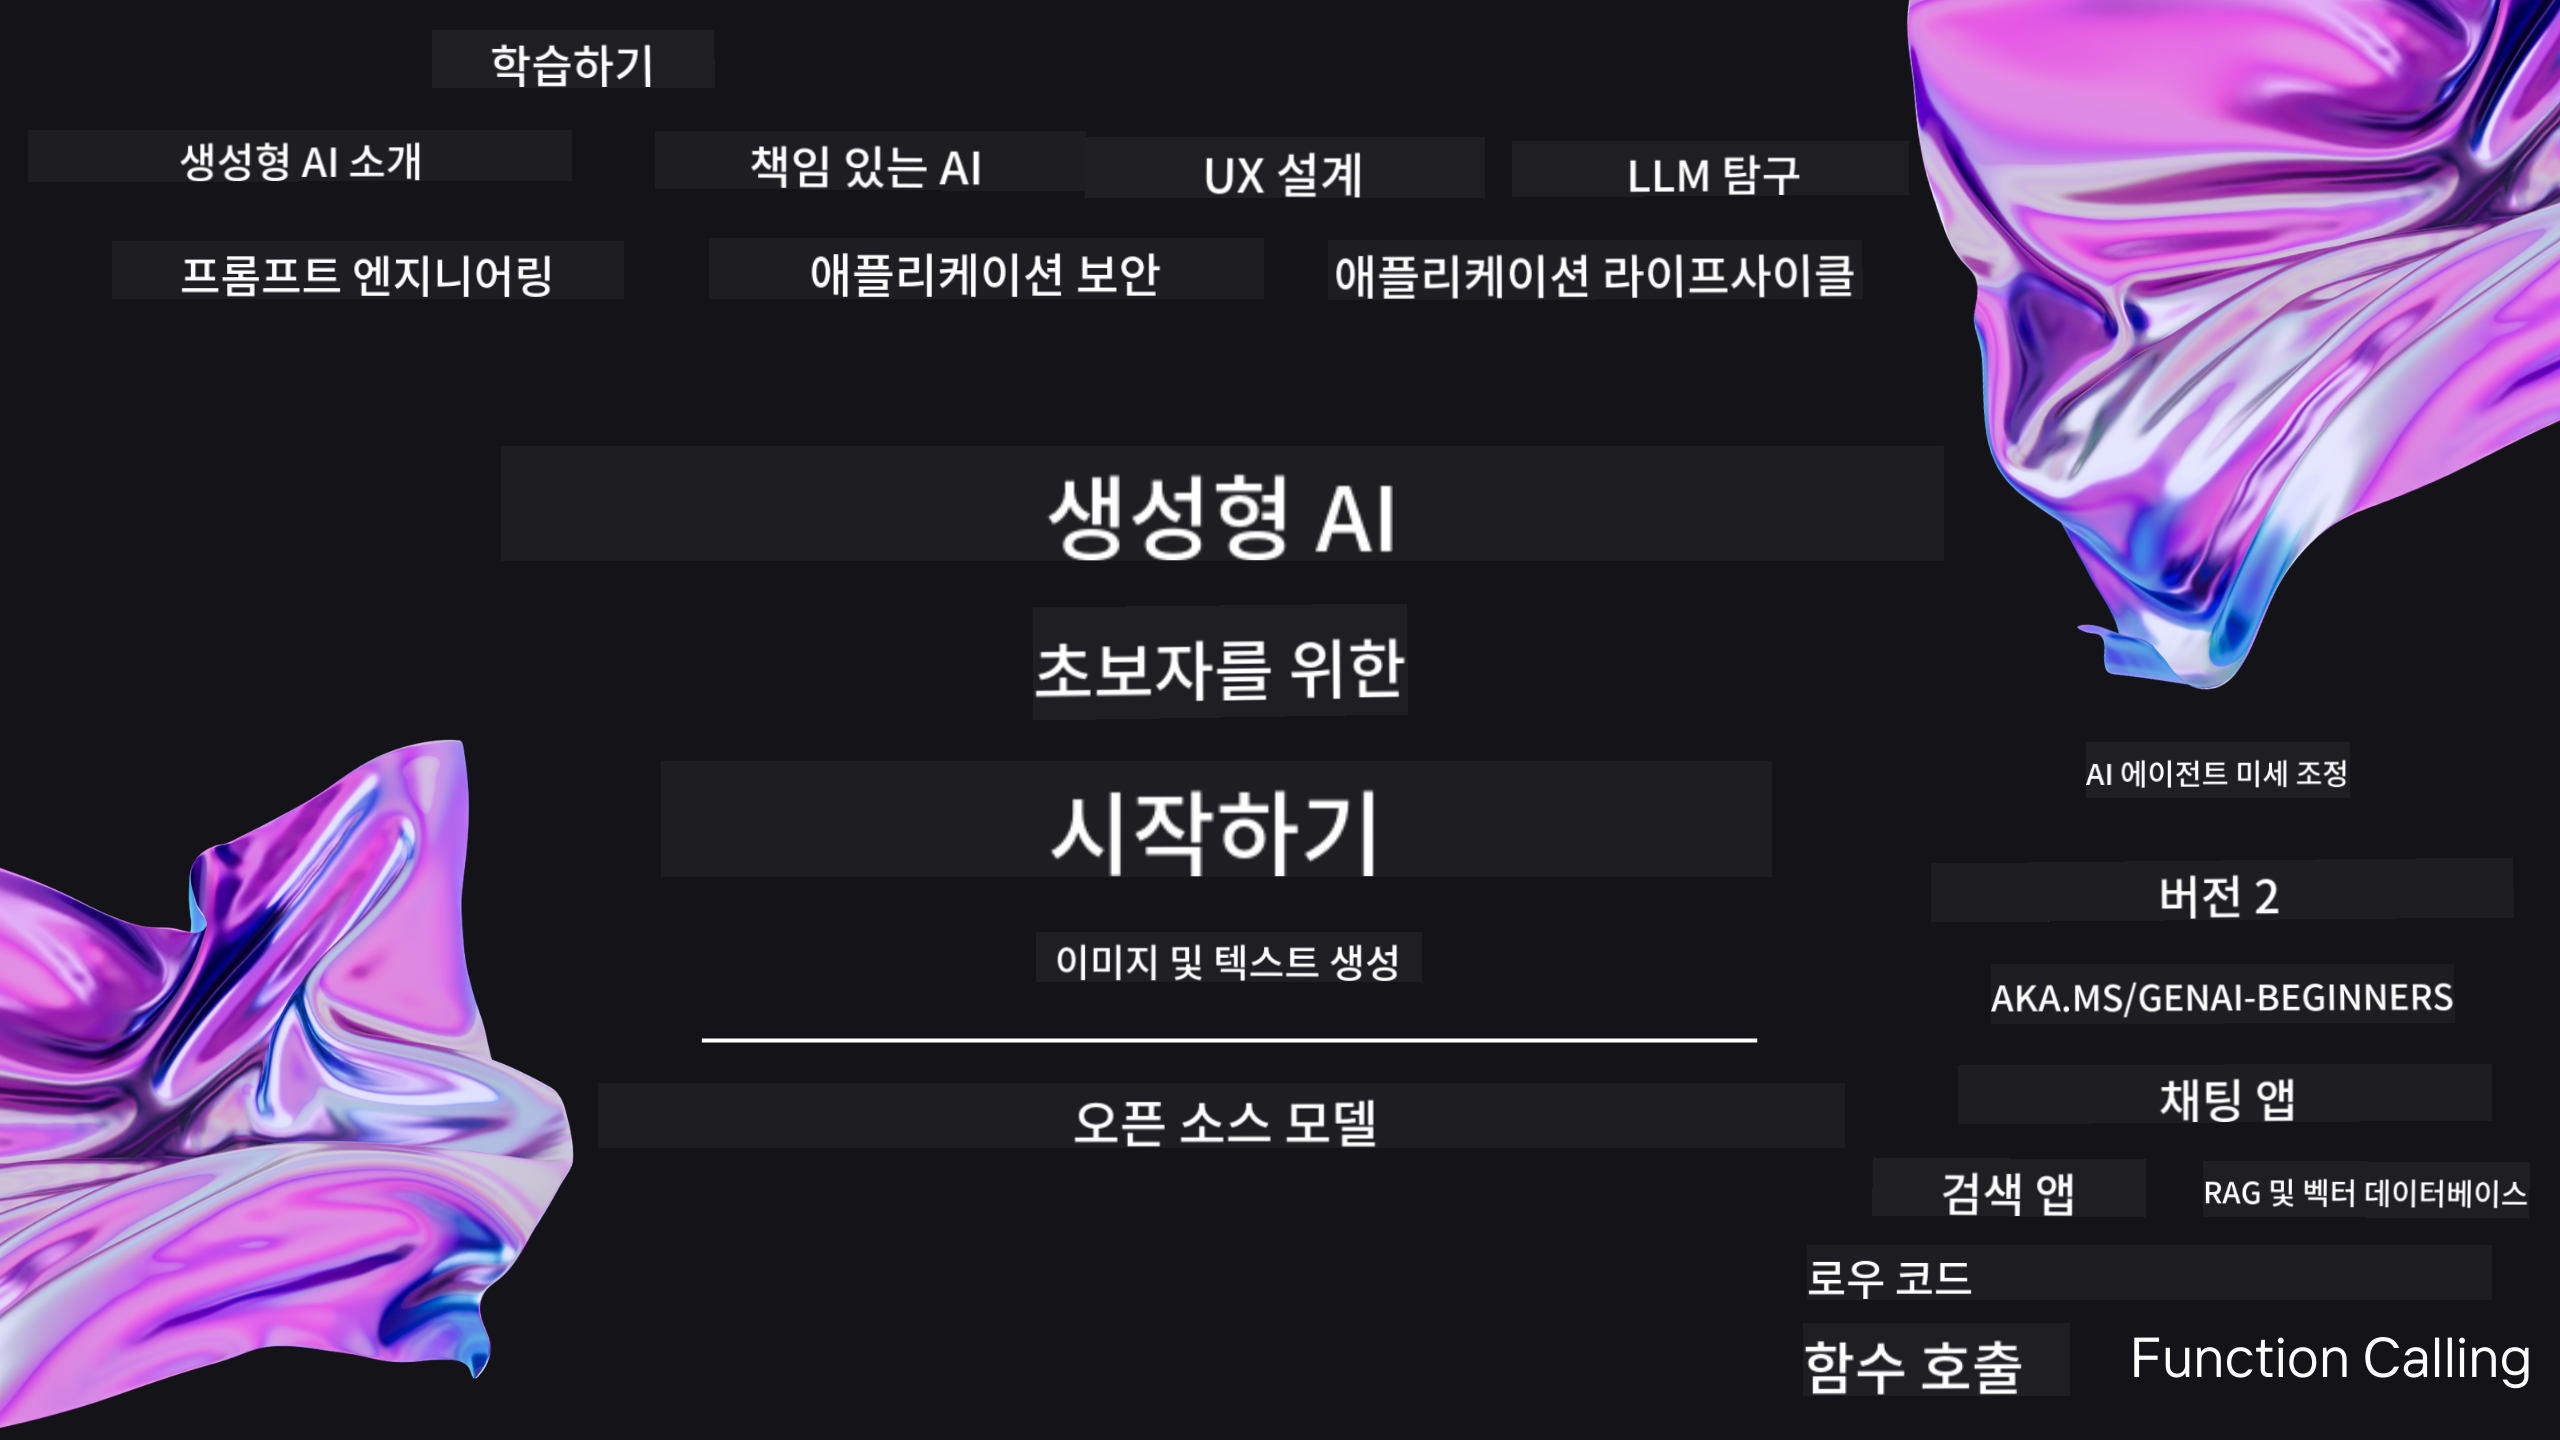 학습하기
생성형 AI 소개
책임 있는 AI
UX 설계
LLM 탐구
프롬프트 엔지니어링
애플리케이션 보안
애플리케이션 라이프사이클
생성형 AI
초보자를 위한
시작하기
이미지 및 텍스트 생성
오픈 소스 모델
AI 에이전트 미세 조정
버전 2
AKA.MS/GENAI-BEGINNERS
채팅 앱
검색 앱
RAG 및 벡터 데이터베이스
로우 코드
함수 호출
Function Calling